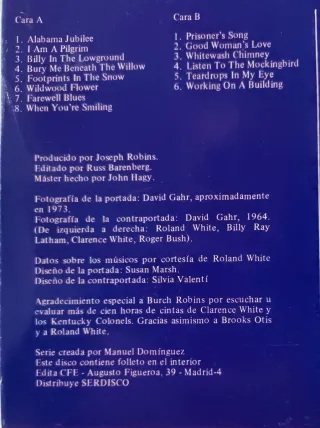 Cara A
1. Alabama Jubilee
2. I Am A Pilgrim
3. Billy In The Lowground
4. Bury Me Beneath The Willow
5. Footprints In The Snow
6. Wildwood Flower
7. Farewell Blues
8. When You're Smiling
Cara B
1. Prisoner's Song
2. Good Woman's Love
3. Whitewash Chimney
4. Listen To The Mockingbird
5. Teardrops In My Eye
6. Working On A Building
Producido por Joseph Robins.
Editado por Russ Barenberg.
Máster hecho por John Hagy.
Fotografía de la portada: David Gahr, aproximadamente
en 1973.
Fotografía de la contraportada: David Gahr, 1964.
(De izquierda a derecha: Roland White, Billy Ray
Latham, Clarence White, Roger Bush).
Datos sobre los músicos por cortesía de Roland White
Diseño de la portada: Susan Marsh.
Diseño de la contraportada: Silvia Valentí
Agradecimiento especial a Burch Robins por escuchar u
evaluar más de cien horas de cintas de Clarence White y
los Kentucky Colonels. Gracias asimismo a Brooks Otis
y a Roland White.
Serie creada por Manuel Domínguez
Este disco contiene folleto en el interior
Edita CFE - Augusto Figueroa, 39 - Madrid-4
Distribuye SERDISCO